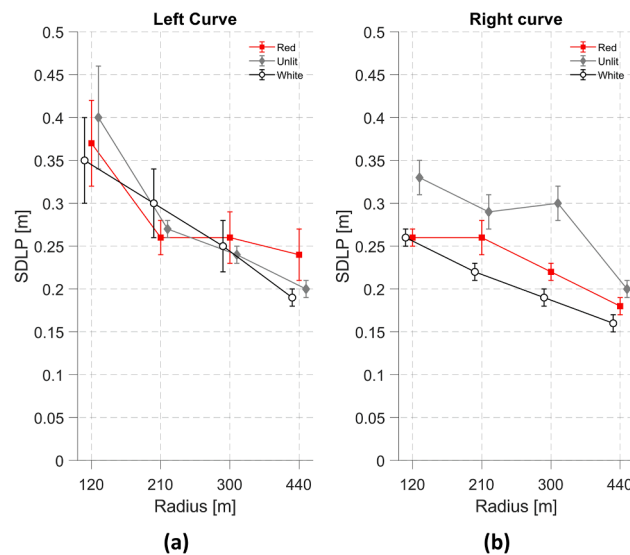 Left Curve
0.5
0.45
0.4
0.35
0.3
0.25
0.2
0.15
0.1
0.05
0
SDLP [m]
Red
Unlit
White
120 210 300 440
Radius [m]
(a)
Right curve
0.5
0.45
0.4
0.35
0.3
0.25
0.2
0.15
0.1
0.05
0
SDLP [m]
Red
Unlit
White
120 210 300 440
Radius [m]
(b)